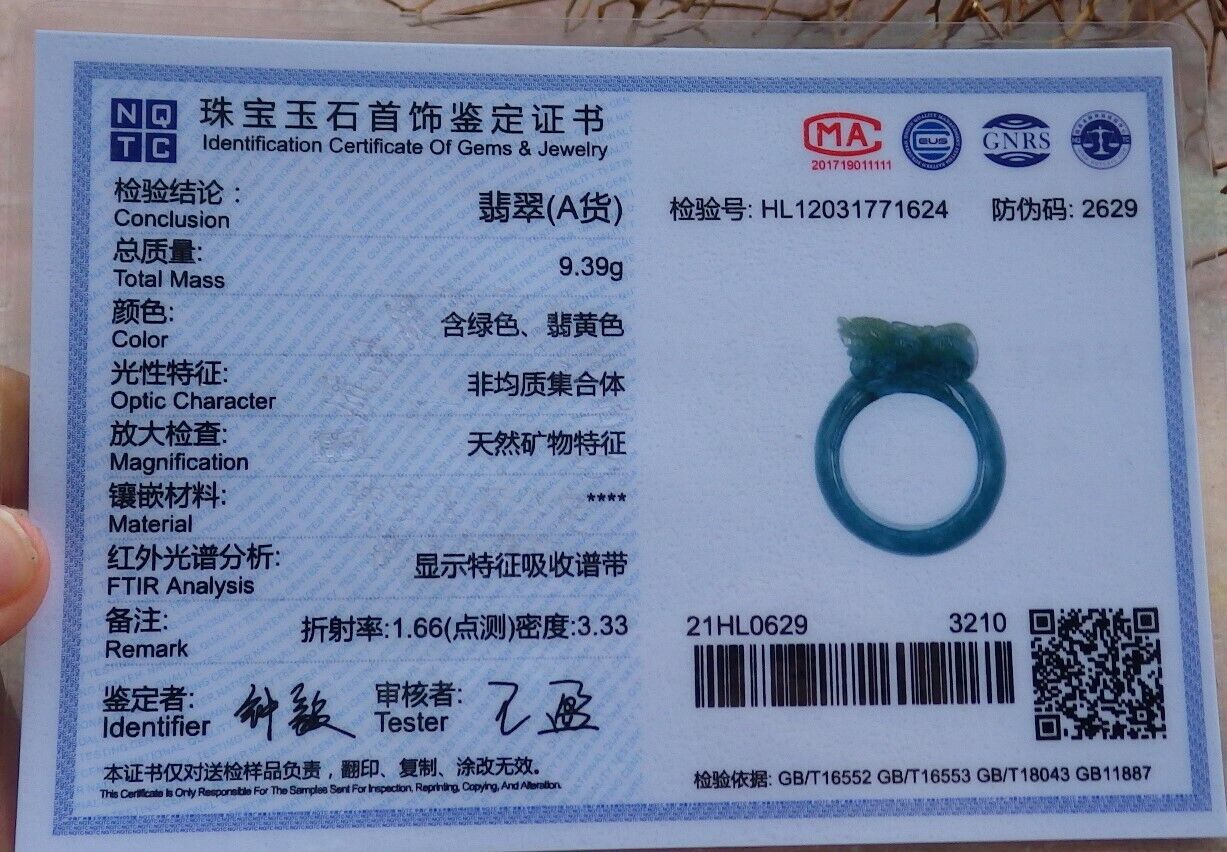 NQ
TC
珠宝玉石首饰鉴定证书
Identification Certificate Of Gems & Jewelry
检验结论：
Conclusion
翡翠(A货)
总质量:
Total Mass
9.39g
颜色:
Color
含绿色、翡黄色
光性特征:
Optic Character
非均质集合体
放大检查:
Magnification
天然矿物特征
镶嵌材料:
Material
****
红外光谱分析:
FTIR Analysis
显示特征吸收谱带
备注:
Remark
折射率:1.66(点测)密度:3.33
鉴定者:
Identifier
审核者:
Tester
本证书仅对送检样品负责，翻印、复制、涂改无效。
This Certificate Is Only Responsible For The Samples Sent For Inspection, Reprinting, Copying, And Alteration.
MA
201719011111
GNRS
检验号: HL12031771624 防伪码: 2629
21HL0629 3210
检验依据: GB/T16552 GB/T16553 GB/T18043 GB11887